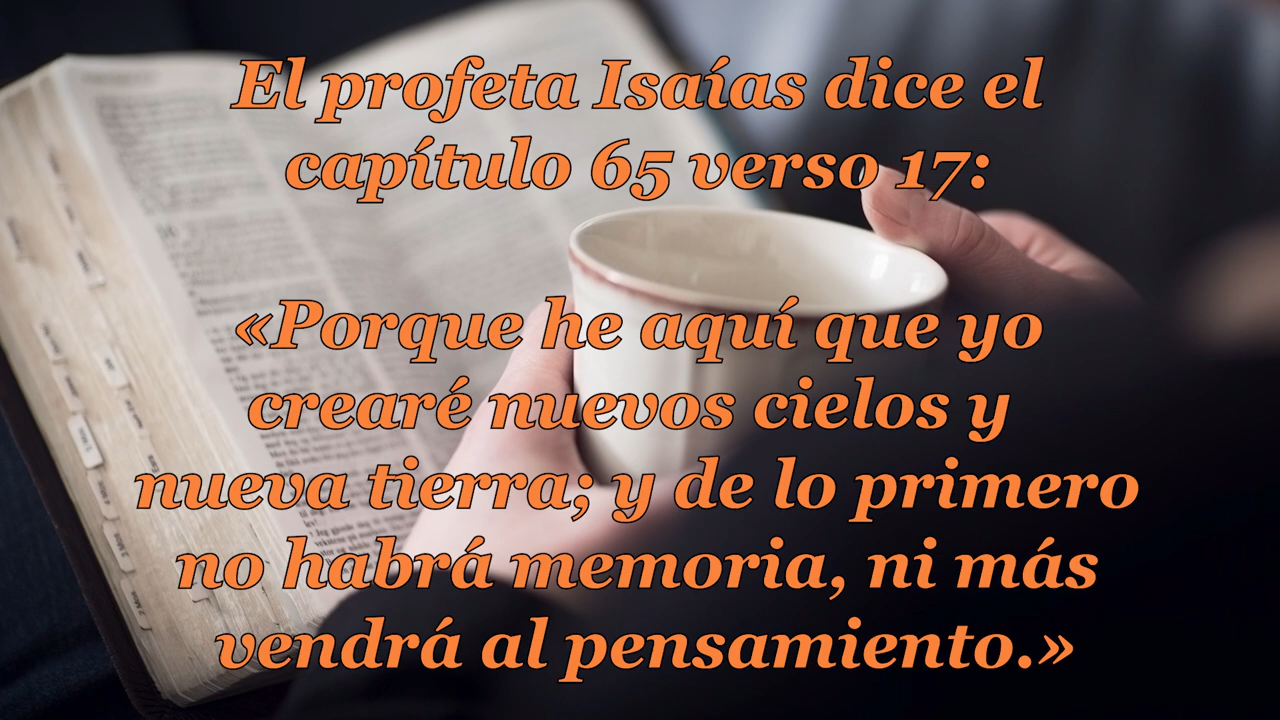 El profeta Isaías dice el
capítulo 65 verso 17:
«Porque he aquí que yo
crearé nuevos cielos y
nueva tierra; y de lo primero
no habrá memoria, ni más
vendrá al pensamiento.»